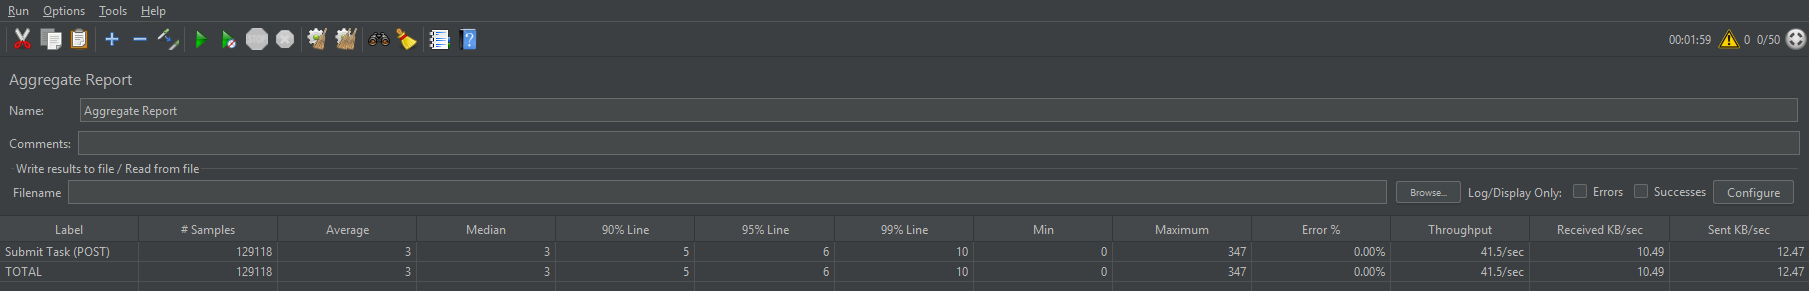 Run Options Tools Help
00:01:59 0 0/50
Aggregate Report
Name: Aggregate Report
Comments:
Write results to file / Read from file
Filename Browse... Log/Display Only: Errors Successes Configure
Label # Samples Average Median 90% Line 95% Line 99% Line Min Maximum Error % Throughput Received KB/sec Sent KB/sec
Submit Task (POST) 129118 3 3 5 6 10 0 347 0.00% 41.5/sec 10.49 12.47
TOTAL 129118 3 3 5 6 10 0 347 0.00% 41.5/sec 10.49 12.47